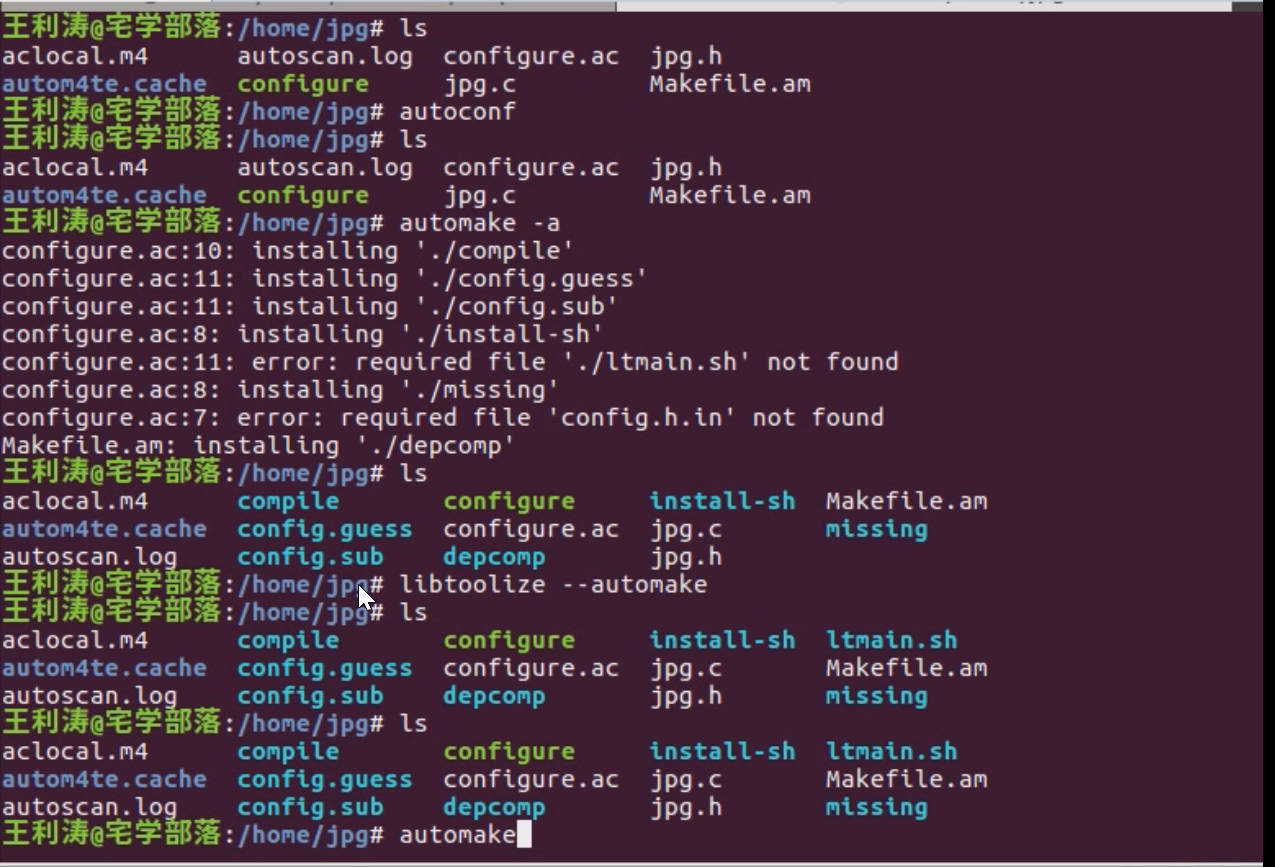 王利涛@宅学部落:/home/jpg# ls
aclocal.m4 autoscan.log configure.ac jpg.h
autom4te.cache configure jpg.c Makefile.am
王利涛@宅学部落:/home/jpg# autoconf
王利涛@宅学部落:/home/jpg# ls
aclocal.m4 autoscan.log configure.ac jpg.h
autom4te.cache configure jpg.c Makefile.am
王利涛@宅学部落:/home/jpg# automake -a
configure.ac:10: installing './compile'
configure.ac:11: installing './config.guess'
configure.ac:11: installing './config.sub'
configure.ac:8: installing './install-sh'
configure.ac:11: error: required file './ltmain.sh' not found
configure.ac:8: installing './missing'
configure.ac:7: error: required file 'config.h.in' not found
Makefile.am: installing './depcomp'
王利涛@宅学部落:/home/jpg# ls
aclocal.m4 compile configure install-sh Makefile.am
autom4te.cache config.guess configure.ac jpg.c missing
autoscan.log config.sub depcomp jpg.h
王利涛@宅学部落:/home/jpg# libtoolize --automake
王利涛@宅学部落:/home/jpg# ls
aclocal.m4 compile configure install-sh ltmain.sh
autom4te.cache config.guess configure.ac jpg.c Makefile.am
autoscan.log config.sub depcomp jpg.h missing
王利涛@宅学部落:/home/jpg# ls
aclocal.m4 compile configure install-sh ltmain.sh
autom4te.cache config.guess configure.ac jpg.c Makefile.am
autoscan.log config.sub depcomp jpg.h missing
王利涛@宅学部落:/home/jpg# automake